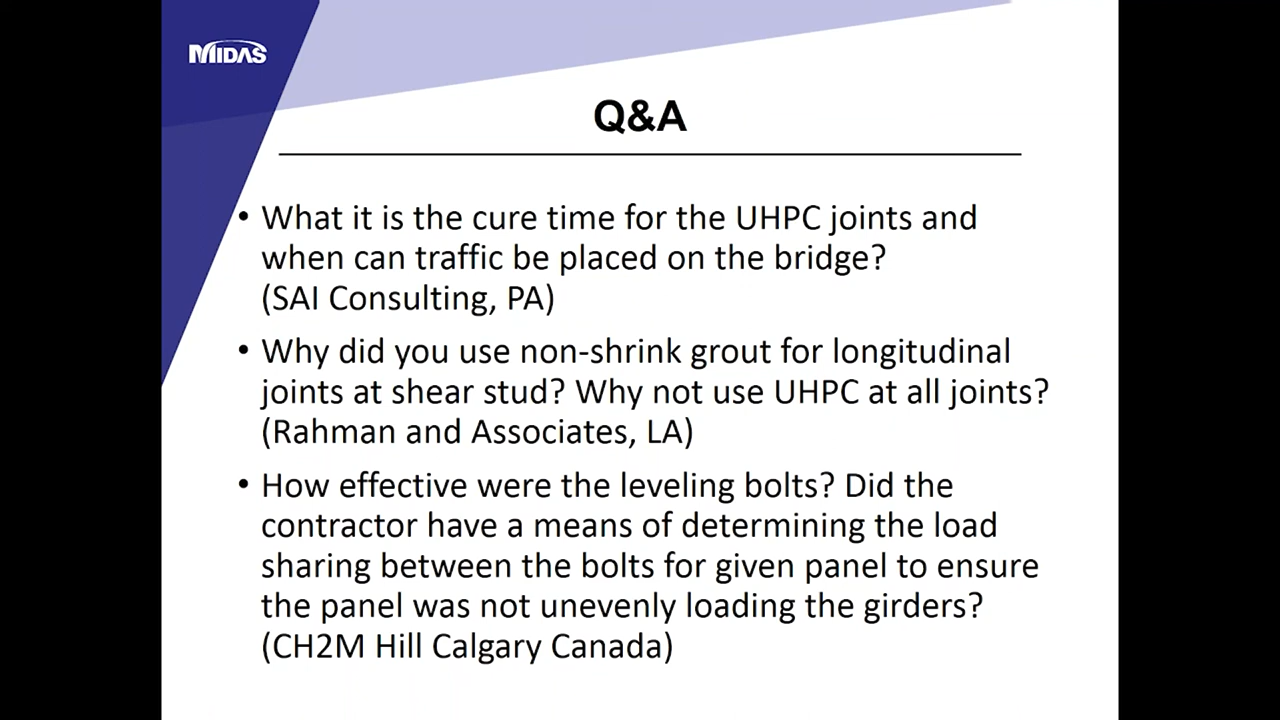 MIDAS
Q&A
• What it is the cure time for the UHPC joints and
when can traffic be placed on the bridge?
(SAI Consulting, PA)
• Why did you use non-shrink grout for longitudinal
joints at shear stud? Why not use UHPC at all joints?
(Rahman and Associates, LA)
• How effective were the leveling bolts? Did the
contractor have a means of determining the load
sharing between the bolts for given panel to ensure
the panel was not unevenly loading the girders?
(CH2M Hill Calgary Canada)